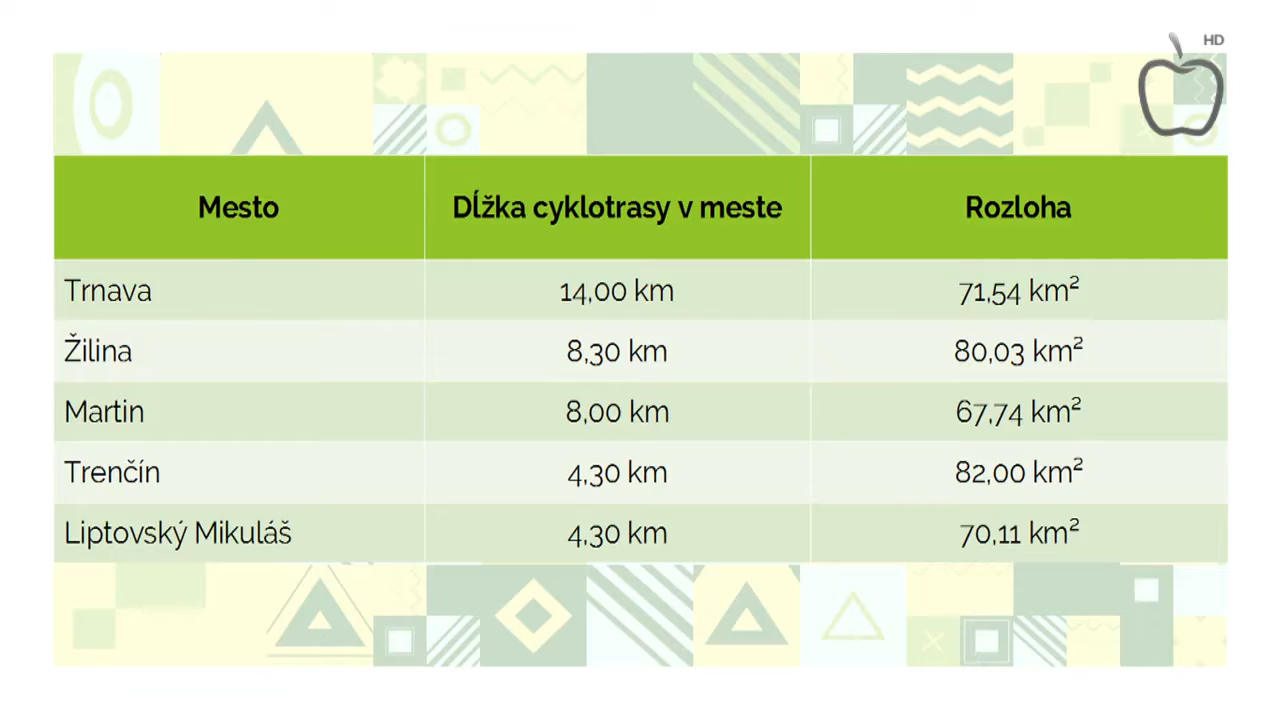 HD
Mesto Dĺžka cyklotrasy v meste Rozloha
Trnava 14,00 km 71,54 km²
Žilina 8,30 km 80,03 km²
Martin 8,00 km 67,74 km²
Trenčín 4,30 km 82,00 km²
Liptovský Mikuláš 4,30 km 70,11 km²